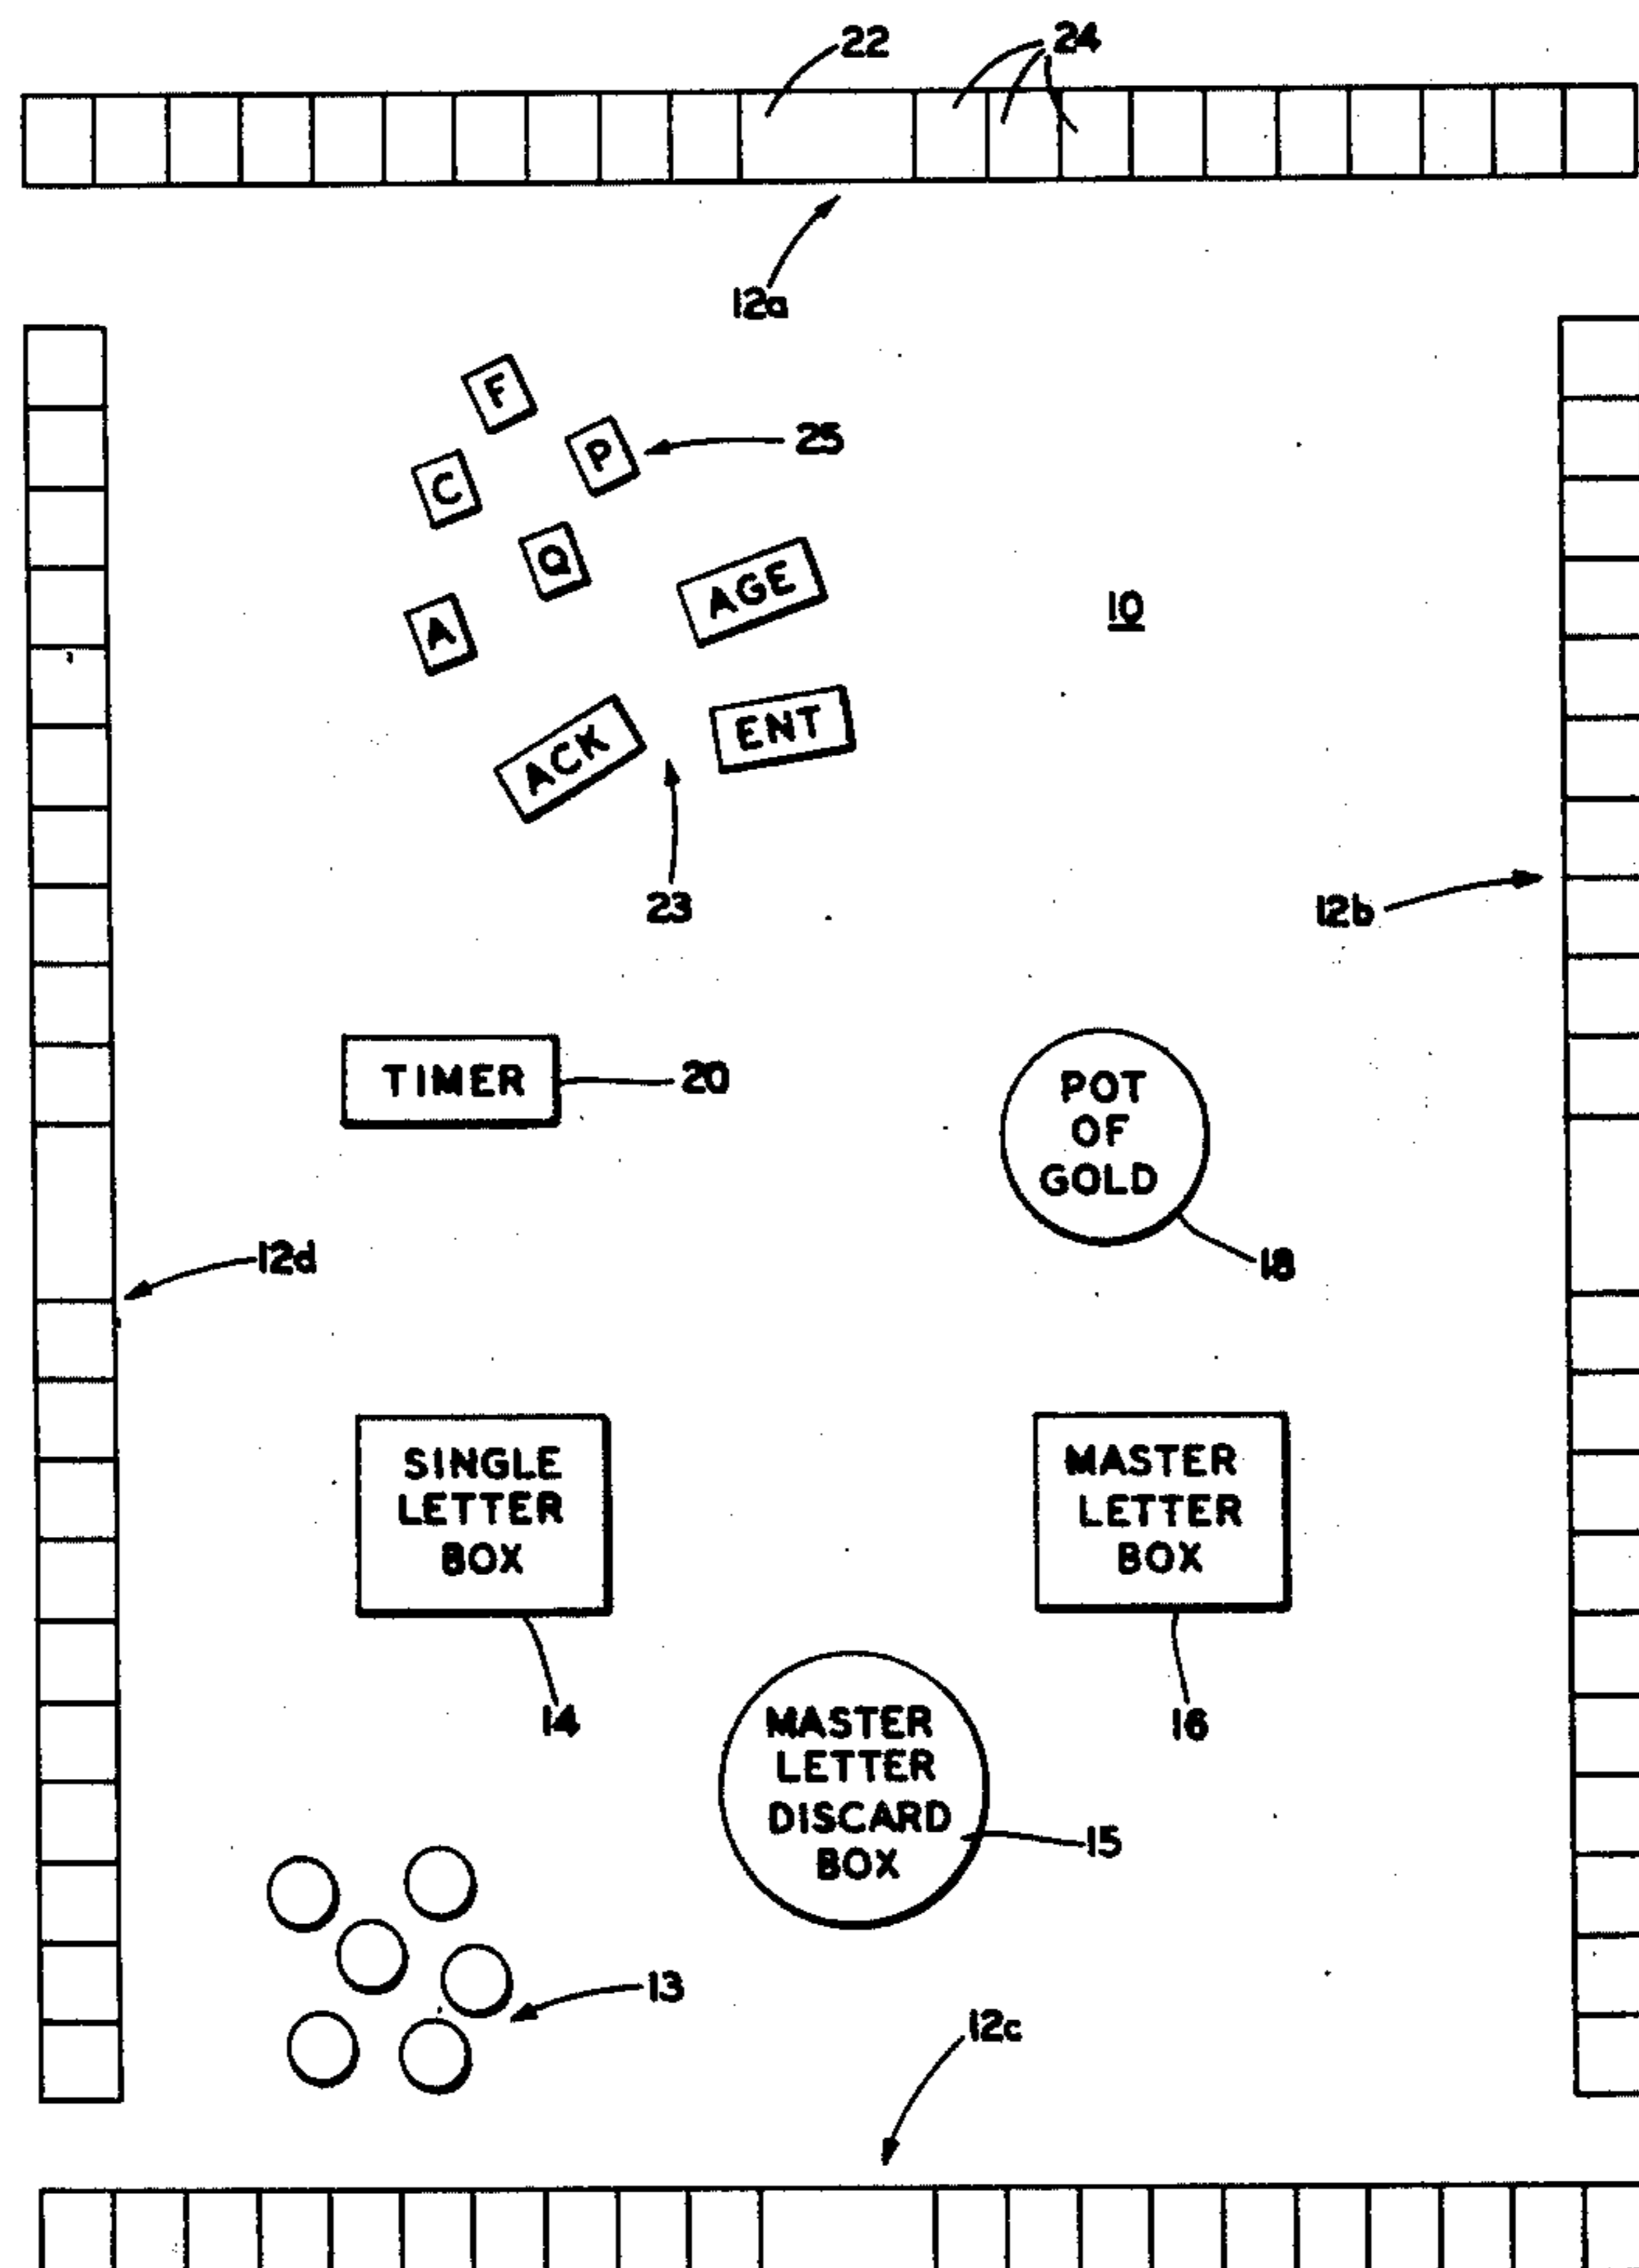 22
24
12a
F
P
25
C
Q
AGE
10
A
ENT
ACK
23
12b
TIMER
20
POT
OF
GOLD
12d
18
SINGLE
LETTER
BOX
MASTER
LETTER
BOX
14
16
MASTER
LETTER
DISCARD
BOX
15
13
12c